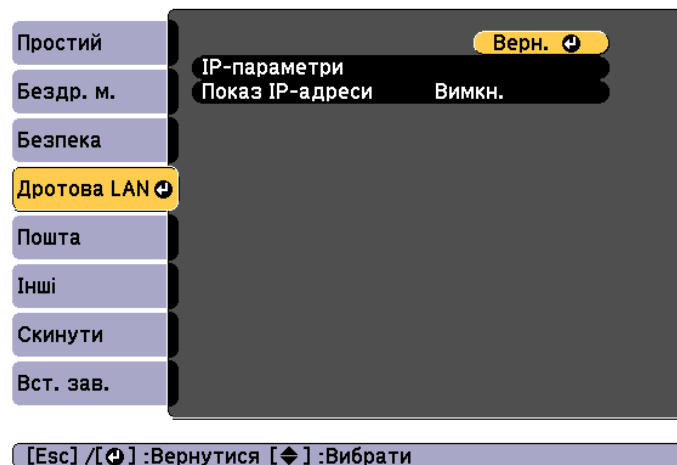 Простий
Бездр. м.
Безпека
Дротова LAN
Пошта
Інші
Скинути
Вст. зав.
Верн.
IP-параметри
Показ IP-адреси Вимкн.
[Esc] /[⏎] :Вернутися [◆] :Вибрати